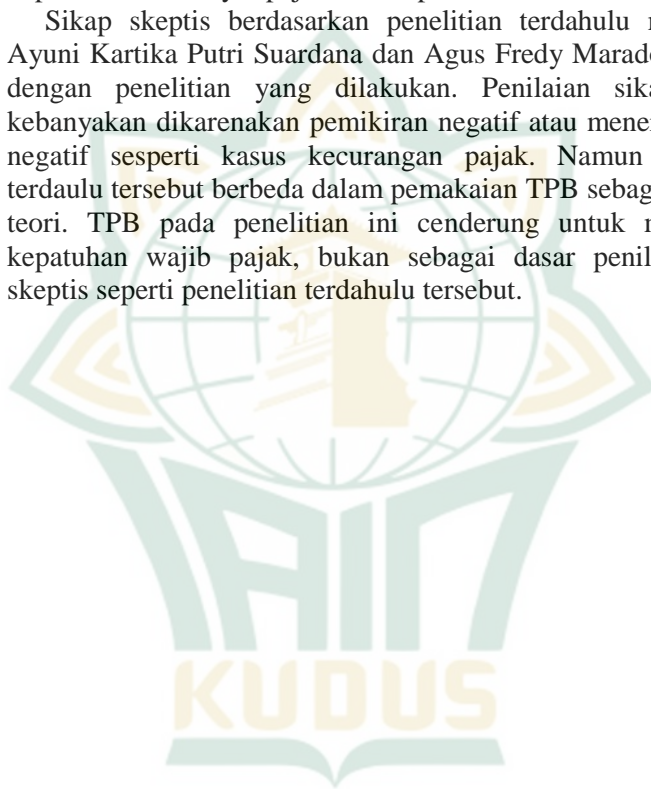 Sikap skeptis berdasarkan penelitian terdahulu
Ayuni Kartika Putri Suardana dan Agus Fredy
dengan penelitian yang dilakukan. Penilaian
kebanyakan dikarenakan pemikiran negatif atau
negatif sesperti kasus kecurangan pajak. Namun
terdaulu tersebut berbeda dalam pemakaian TPB
teori. TPB pada penelitian ini cenderung untuk
kepatuhan wajib pajak, bukan sebagai dasar
skeptis seperti penelitian terdahulu tersebut.
IAIN
KUDUS